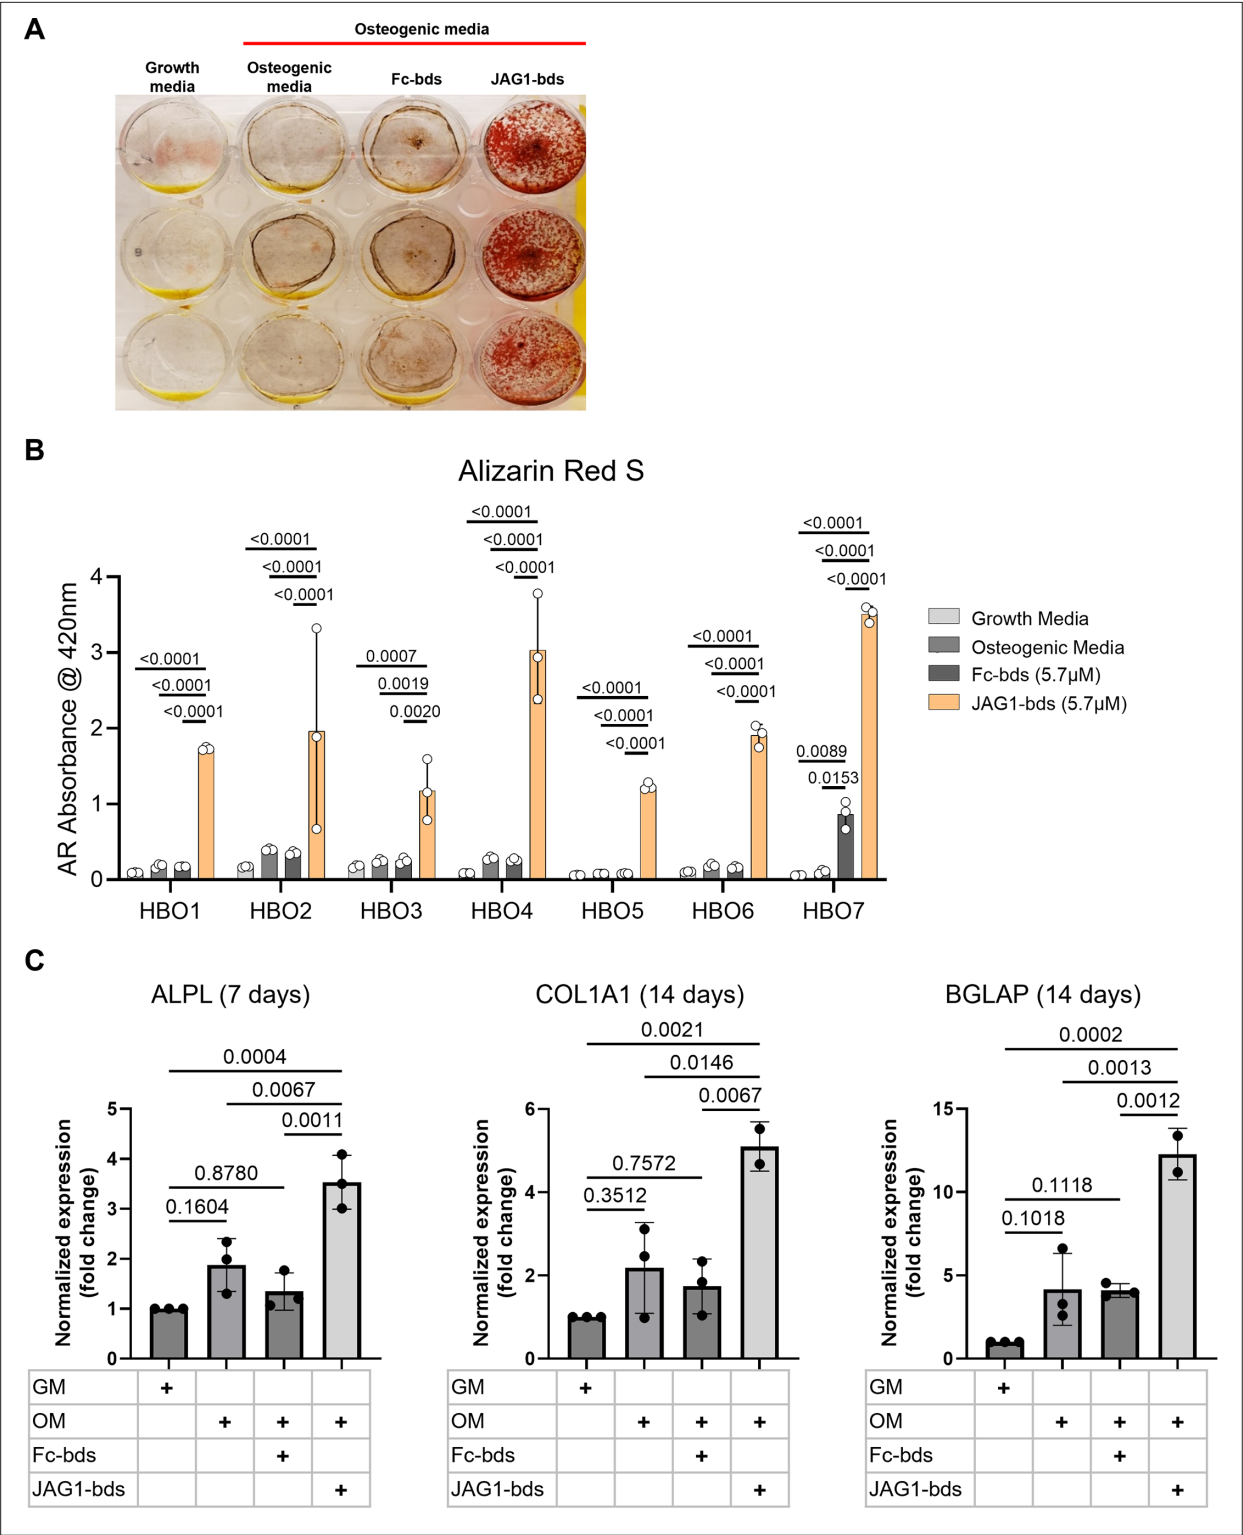 A
Osteogenic media
Growth media
Osteogenic media
Fc-bds
JAG1-bds
B
Alizarin Red S
AR Absorbance @ 420nm
4
3
2
1
0
<0.0001
<0.0001
<0.0001
<0.0001
<0.0001
<0.0001
0.0007
0.0019
0.0020
<0.0001
<0.0001
<0.0001
<0.0001
<0.0001
<0.0001
<0.0001
<0.0001
<0.0001
<0.0001
<0.0001
<0.0001
0.0089
0.0153
HBO1 HBO2 HBO3 HBO4 HBO5 HBO6 HBO7
Growth Media
Osteogenic Media
Fc-bds (5.7µM)
JAG1-bds (5.7µM)
C
ALPL (7 days)
Normalized expression
(fold change)
5
4
3
2
1
0
0.0004
0.0067
0.0011
0.8780
0.1604
GM +
OM + + +
Fc-bds +
JAG1-bds +
COL1A1 (14 days)
Normalized expression
(fold change)
6
4
2
0
0.0021
0.0146
0.0067
0.7572
0.3512
GM +
OM + + +
Fc-bds +
JAG1-bds +
BGLAP (14 days)
Normalized expression
(fold change)
15
10
5
0
0.0002
0.0013
0.0012
0.1118
0.1018
GM +
OM + + +
Fc-bds +
JAG1-bds +